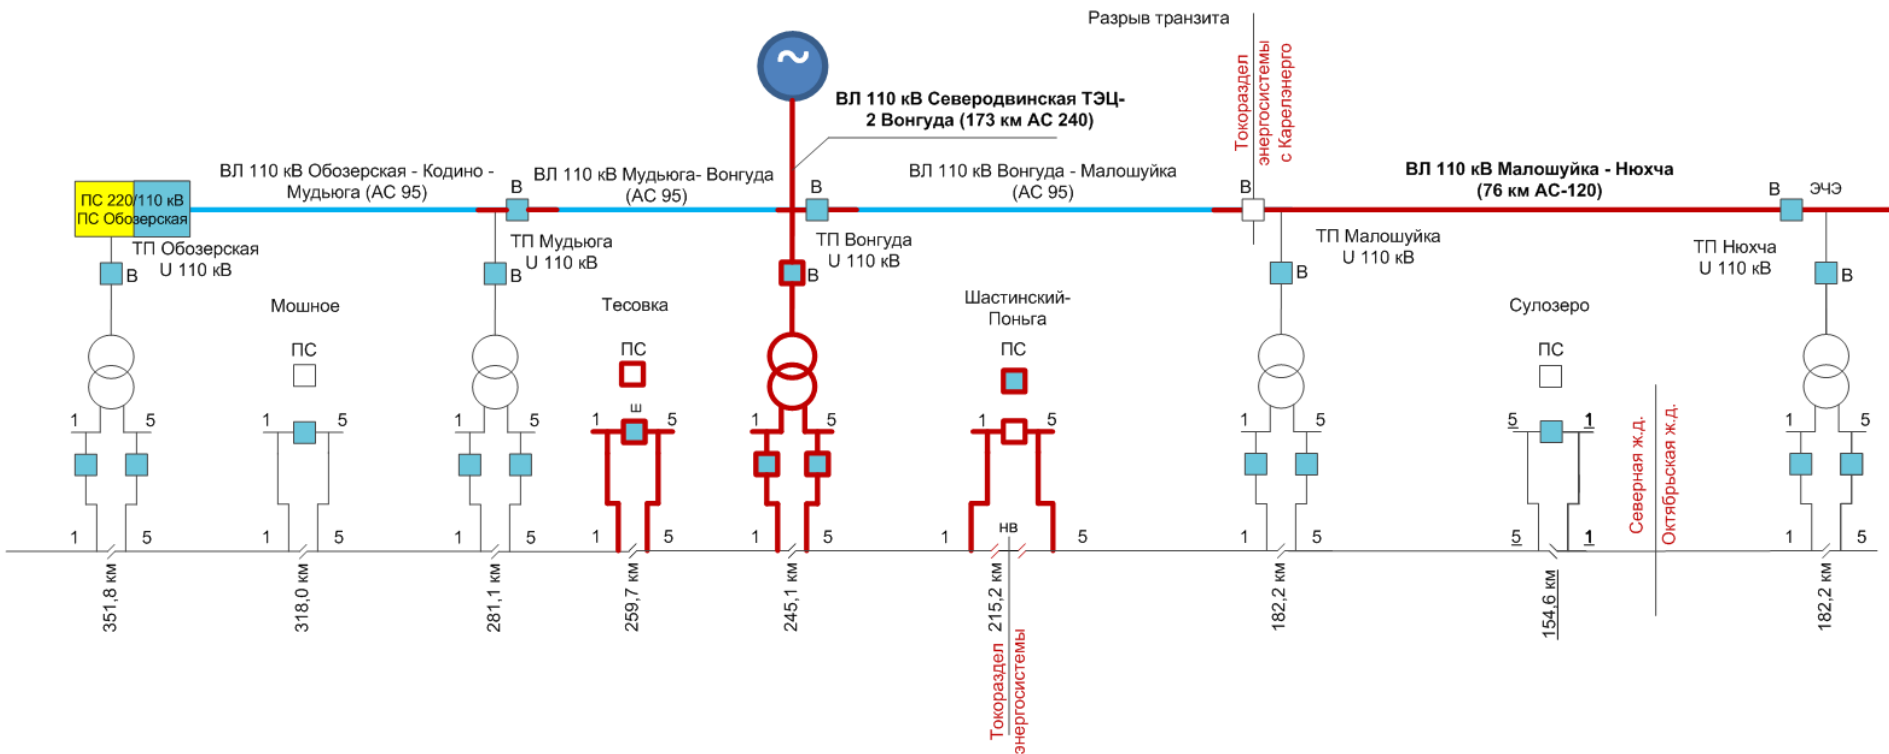 Разрыв транзита
Токораздел
энергосистемы
с Карелэнерго
~
ВЛ 110 кВ Северодвинская ТЭЦ-
2 Вонгуда (173 км АС 240)
ВЛ 110 кВ Обозерская - Кодино -
Мудьюга (АС 95)
ВЛ 110 кВ Мудьюга- Вонгуда
(АС 95)
ВЛ 110 кВ Вонгуда - Малошуйка
(АС 95)
ВЛ 110 кВ Малошуйка - Нюхча
(76 км АС-120)
В
В
В
В
ЭЧЭ
ПС 220/110 кВ
ПС Обозерская
ТП Обозерская
U 110 кВ
В
ТП Мудьюга
U 110 кВ
В
ТП Вонгуда
U 110 кВ
В
ТП Малошуйка
U 110 кВ
В
ТП Нюхча
U 110 кВ
В
Мошное
ПС
Тесовка
ПС
ш
Шастинский-
Поньга
ПС
Сулозеро
ПС
1 5
1 5
1 5
1 5
1 5
1 5
1 5
5 1
1 5
Северная ж.д.
Октябрьская ж.д.
1 5
1 5
1 5
1 5
1 5
1 нв 5
1 5
5 1
1 5
351,8 км
318,0 км
281,1 км
259,7 км
245,1 км
215,2 км
182,2 км
154,6 км
182,2 км
Токораздел
энергосистемы